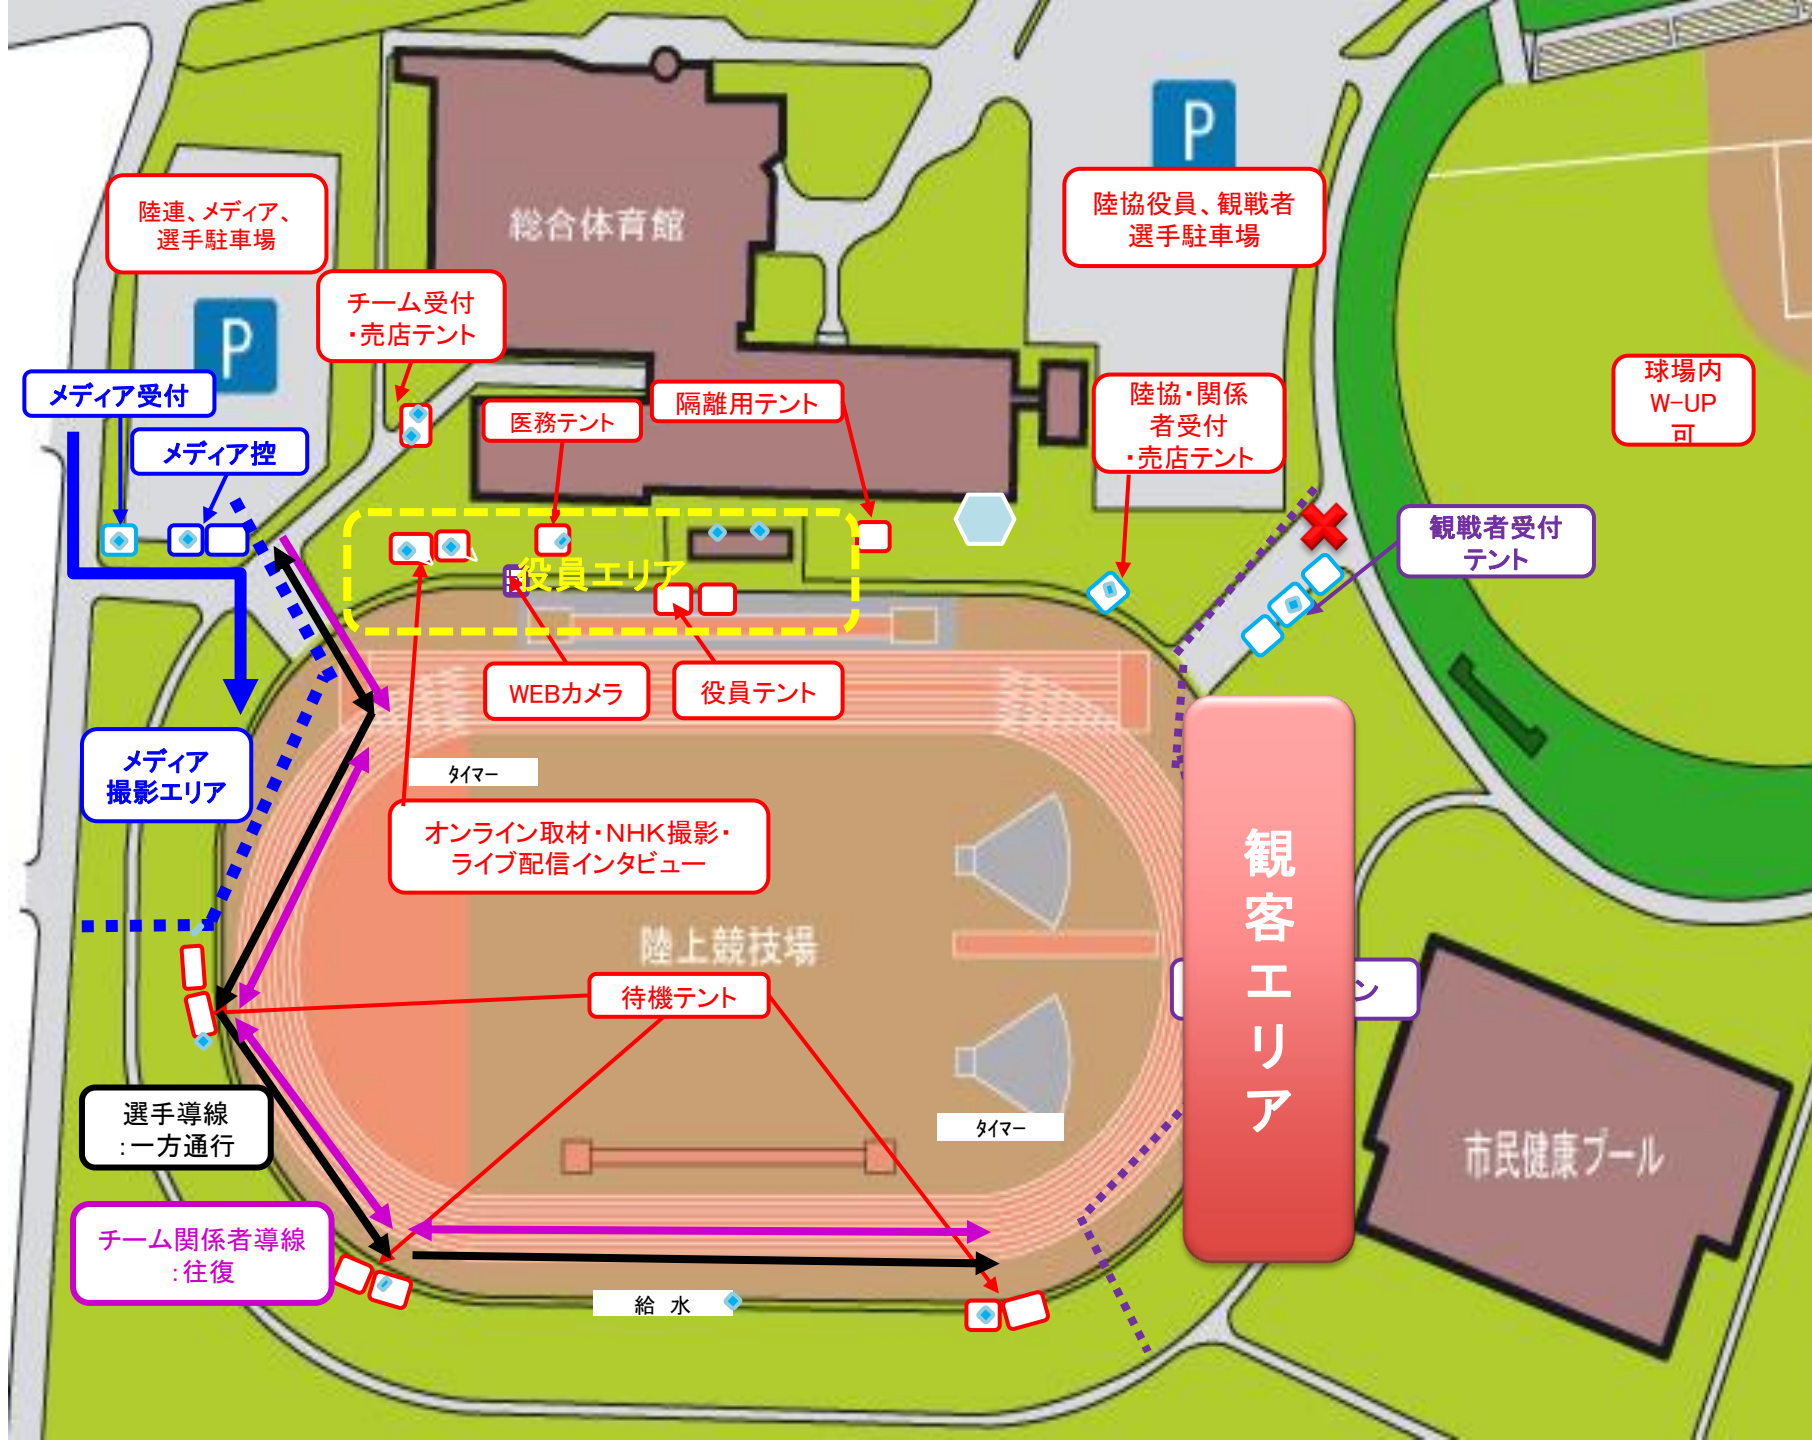 P
陸連、メディア、
選手駐車場
総合体育館
陸協役員、観戦者
選手駐車場
チーム受付
・売店テント
P
メディア受付
メディア控
医務テント
隔離用テント
陸協・関係
者受付
・売店テント
球場内
W-UP
可
観戦者受付
テント
役員エリア
WEBカメラ
役員テント
メディア
撮影エリア
タイマー
オンライン取材・NHK撮影・
ライブ配信インタビュー
陸上競技場
観客エリア
待機テント
ン
選手導線
:一方通行
タイマー
市民健康プール
チーム関係者導線
:往復
給 水